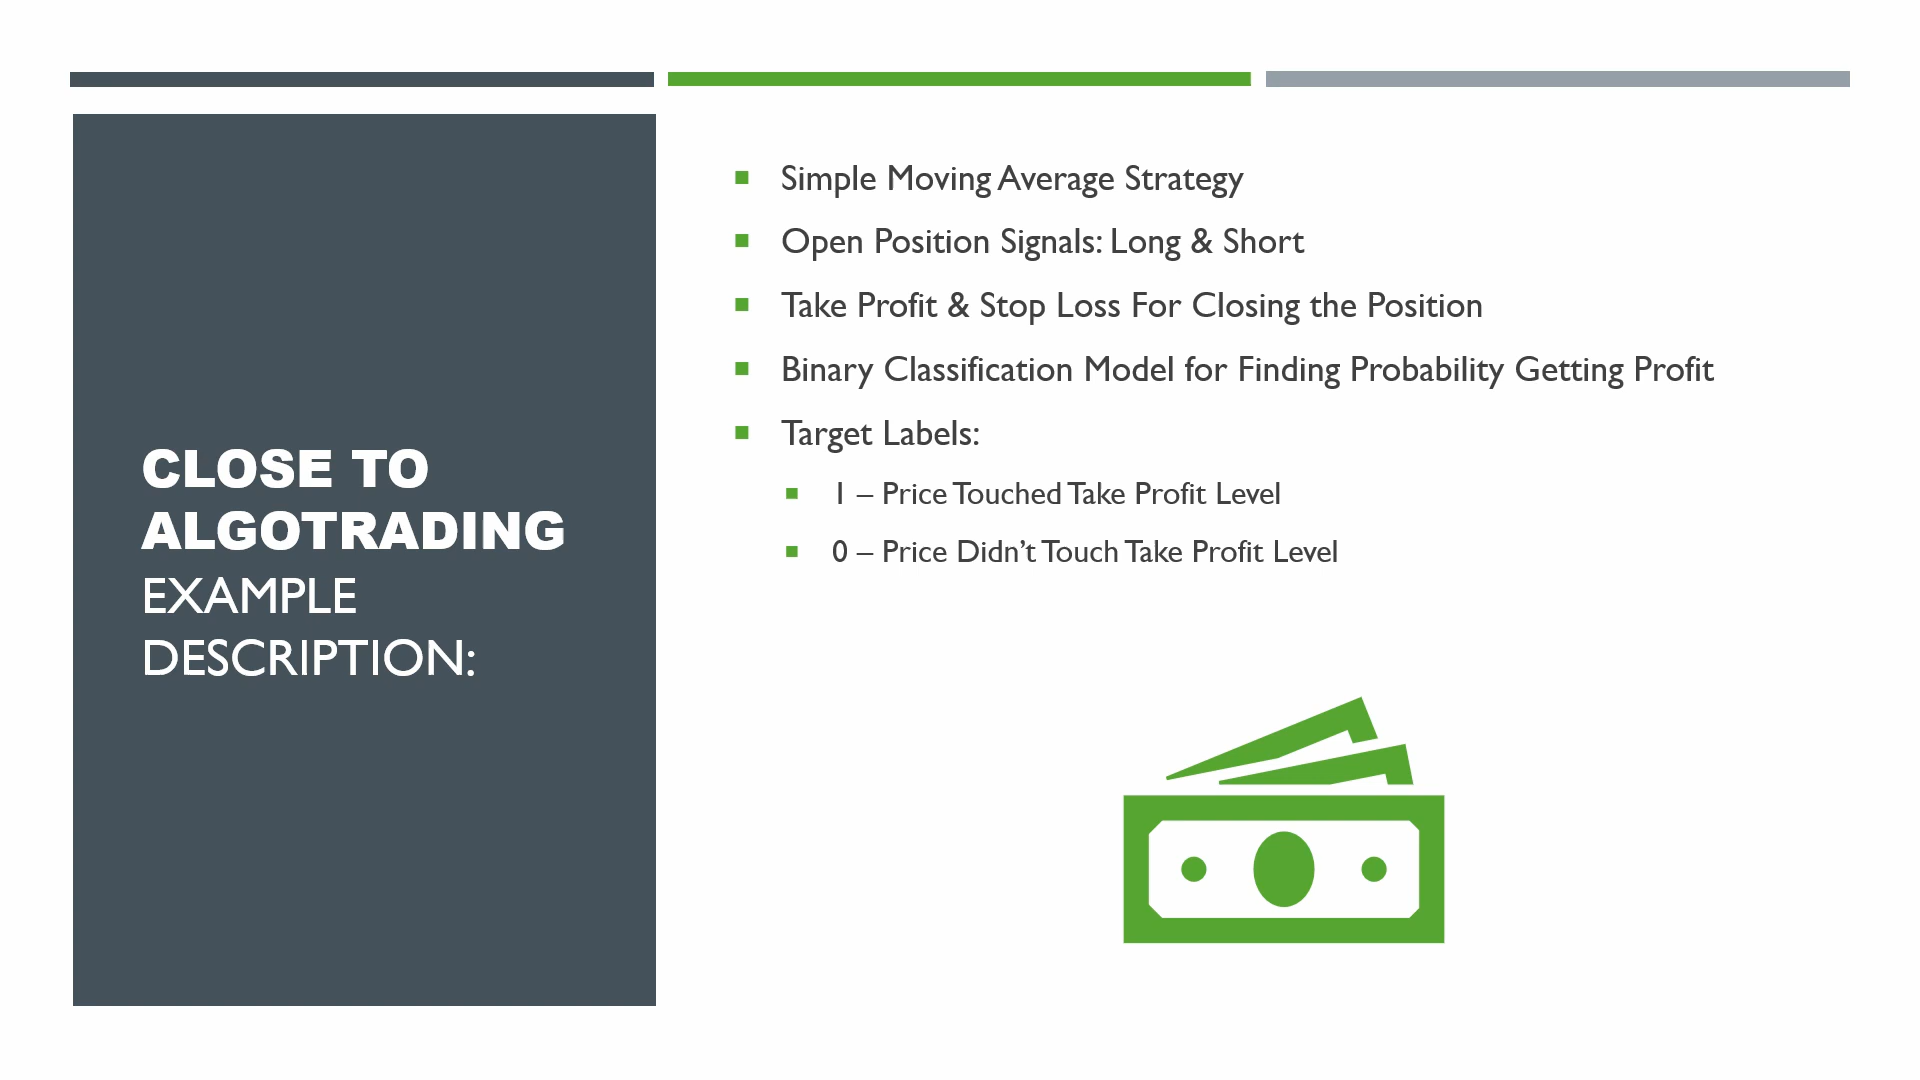 CLOSE TO
ALGOTRADING
EXAMPLE
DESCRIPTION:
Simple Moving Average Strategy
Open Position Signals: Long & Short
Take Profit & Stop Loss For Closing the Position
Binary Classification Model for Finding Probability Getting Profit
Target Labels:
1 – Price Touched Take Profit Level
0 – Price Didn’t Touch Take Profit Level